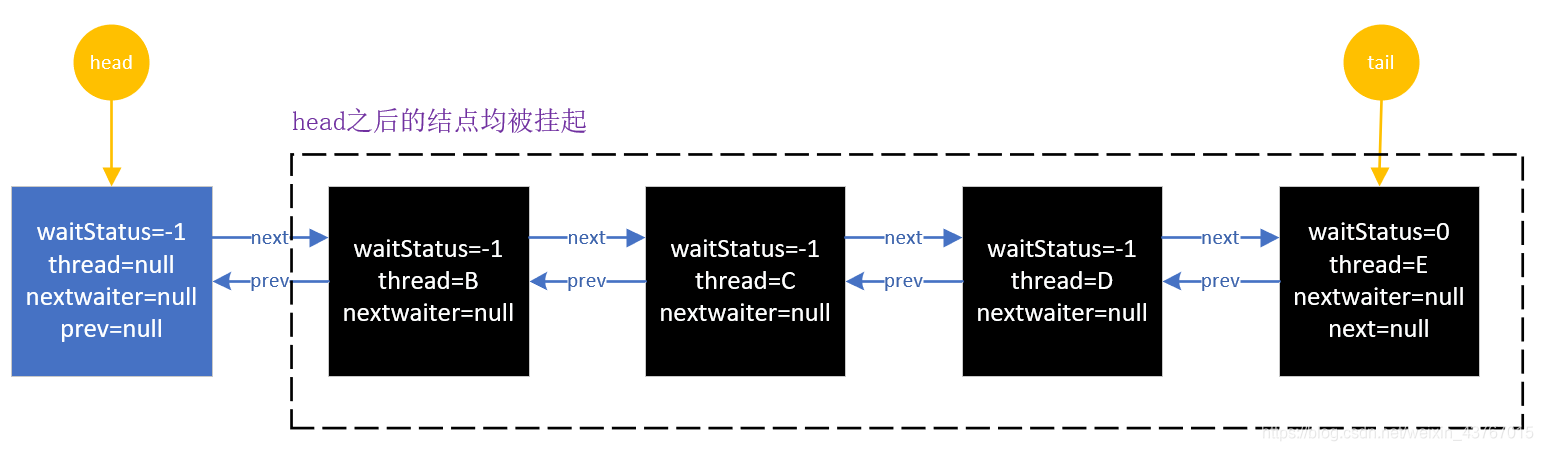 head
tail
head之后的结点均被挂起
waitStatus=-1
thread=null
nextwaiter=null
prev=null
next
prev
waitStatus=-1
thread=B
nextwaiter=null
next
prev
waitStatus=-1
thread=C
nextwaiter=null
next
prev
waitStatus=-1
thread=D
nextwaiter=null
next
prev
waitStatus=0
thread=E
nextwaiter=null
next=null
https://blog.csdn.net/weixin_43767015